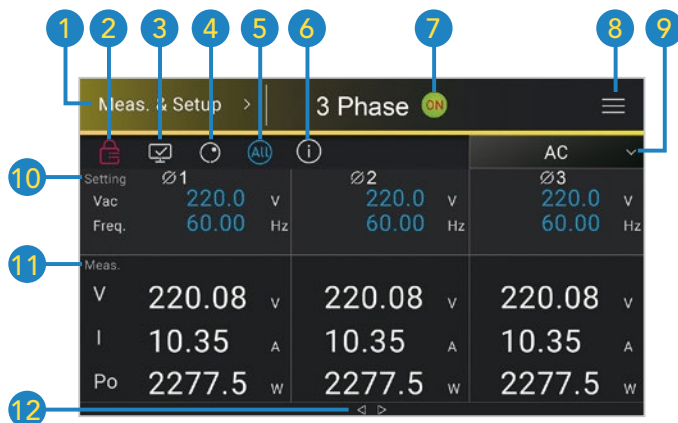 1 2 3 4 5 6 7 8 9
Meas. & Setup > 3 Phase ON
All i AC
10 Setting Ø1 Ø2 Ø3
Vac 220.0 V 220.0 V 220.0 V
Freq. 60.00 Hz 60.00 Hz 60.00 Hz
11 Meas.
V 220.08 V 220.08 V 220.08 V
I 10.35 A 10.35 A 10.35 A
Po 2277.5 W 2277.5 W 2277.5 W
12